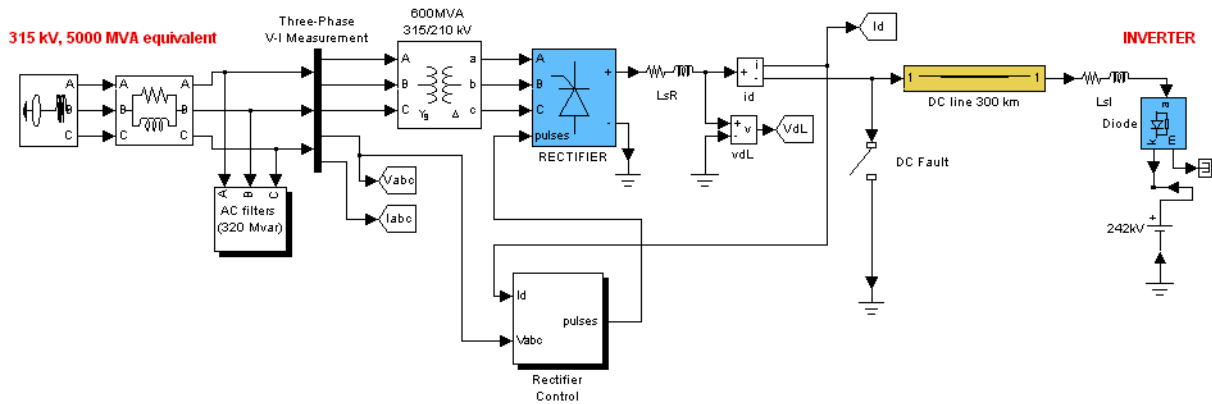 315 kV, 5000 MVA equivalent
Three-Phase
V-I Measurement
600MVA
315/210 kV
INVERTER
A
B
C
A
B
C
A
B
C
A
B
C
A
B
C
Yg
Δ
a
b
c
A
B
C
pulses
+
-
RECTIFIER
LsR
+
-
i
id
Id
+
-
v
vdL
VdL
1
1
DC line 300 km
LsI
Diode
a
k
m
DC Fault
242kV
+
A
B
C
AC filters
(320 Mvar)
Vabc
Iabc
Id
Vabc
pulses
Rectifier
Control